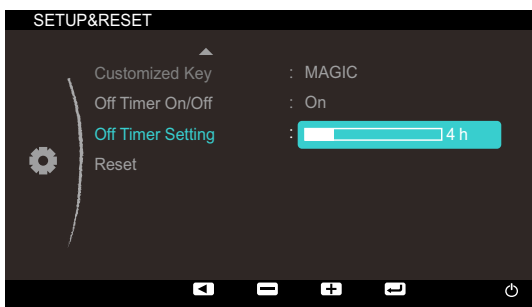 SETUP&RESET
Customized Key : MAGIC
Off Timer On/Off : On
Off Timer Setting : 4 h
Reset